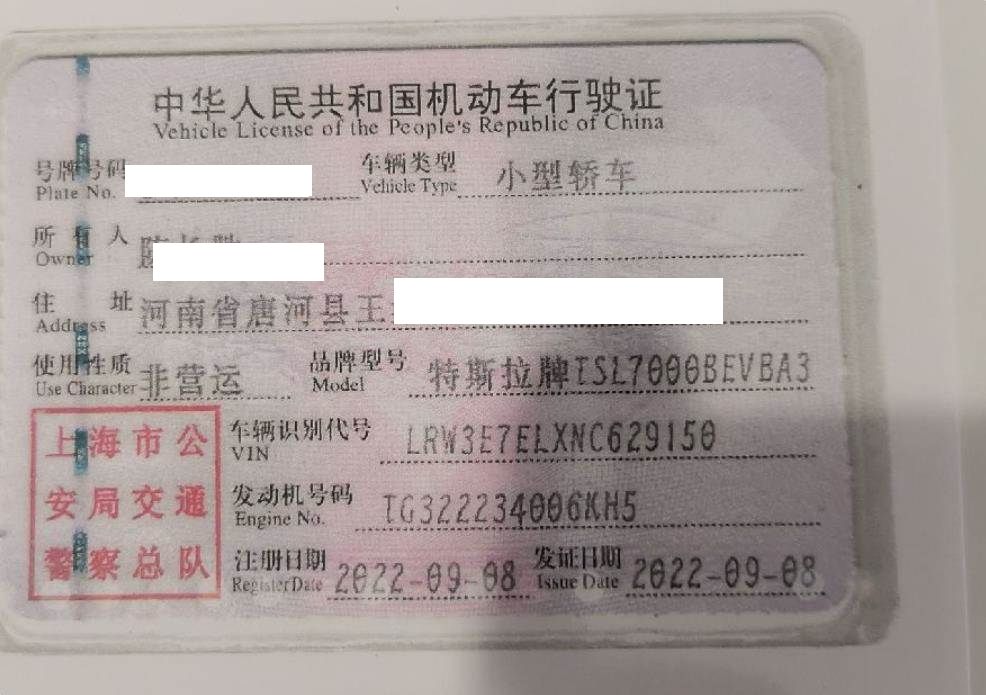 中华人民共和国机动车行驶证
Vehicle License of the People's Republic of China
号牌号码 车辆类型 小型轿车
Plate No. Vehicle Type
所有人
Owner
住址 河南省唐河县王
Address
使用性质 非营运 品牌型号 特斯拉牌TSL7000BEVBA3
Use Character Model
上海市公 车辆识别代号 LRW3E7ELXNC629150
VIN
安局交通 发动机号码 TG322234006KH5
Engine No.
警察总队 注册日期 2022-09-08 发证日期 2022-09-08
Register Date Issue Date